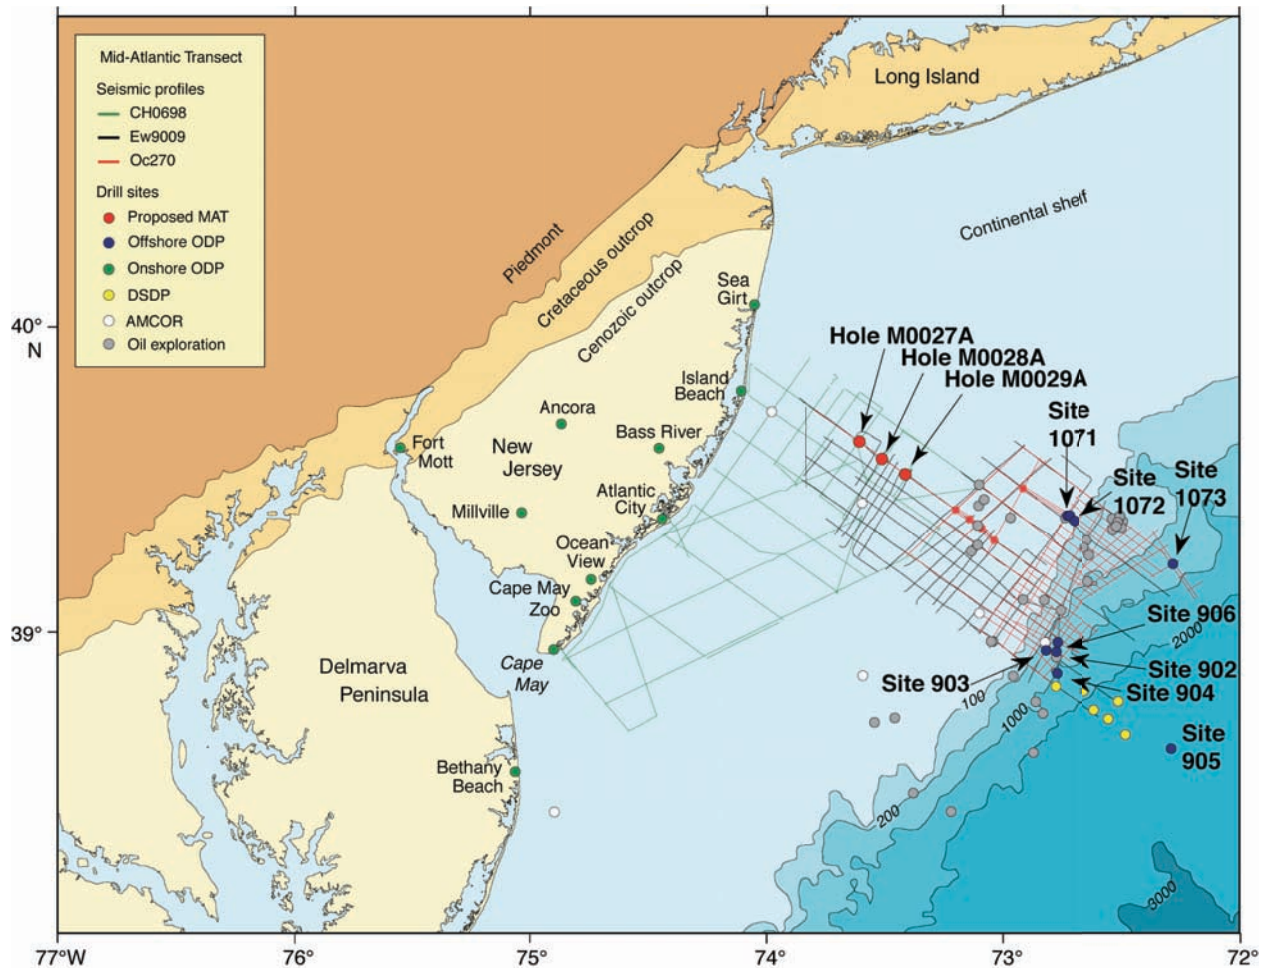 Mid-Atlantic Transect
Seismic profiles
CH0698
Ew9009
Oc270
Drill sites
Proposed MAT
Offshore ODP
Onshore ODP
DSDP
AMCOR
Oil exploration
Long Island
Continental shelf
Piedmont
Cretaceous outcrop
Cenozoic outcrop
Sea
Girt
40°
N
Hole M0027A
Hole M0028A
Hole M0029A
Island
Beach
Site
1071
Ancora
Bass River
Fort
Mott
New
Jersey
Site
1072
Site
1073
Atlantic
City
Millville
Ocean
View
Cape May
Zoo
39°
Site 906
2000
Cape
May
Delmarva
Peninsula
Site 903
Site 902
Site 904
100
1000
Site
905
Bethany
Beach
200
3000
77°W
76°
75°
74°
73°
72°